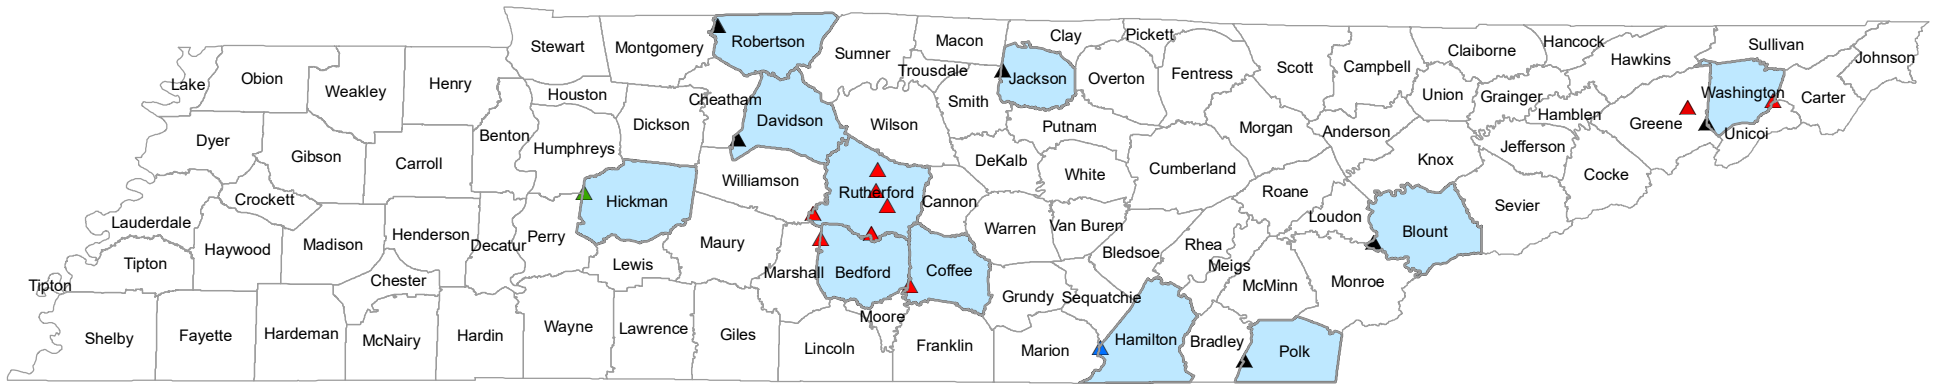 Stewart
Montgomery
Robertson
Sumner
Macon
Clay
Pickett
Trousdale
Jackson
Overton
Fentress
Scott
Campbell
Claiborne
Hancock
Hawkins
Sullivan
Johnson
Lake
Obion
Weakley
Henry
Houston
Cheatham
Smith
Union
Grainger
Hamblen
Washington
Carter
Dyer
Gibson
Carroll
Benton
Humphreys
Dickson
Davidson
Wilson
Putnam
Morgan
Anderson
Greene
Unicoi
Crockett
Hickman
Williamson
Rutherford
Cannon
DeKalb
White
Cumberland
Roane
Knox
Jefferson
Cocke
Lauderdale
Haywood
Madison
Henderson
Decatur
Perry
Maury
Warren
Van Buren
Loudon
Blount
Sevier
Tipton
Tipton
Chester
Lewis
Marshall
Bedford
Coffee
Bledsoe
Rhea
Meigs
McMinn
Monroe
Grundy
Sequatchie
Shelby
Fayette
Hardeman
McNairy
Hardin
Wayne
Lawrence
Giles
Lincoln
Moore
Franklin
Marion
Hamilton
Bradley
Polk